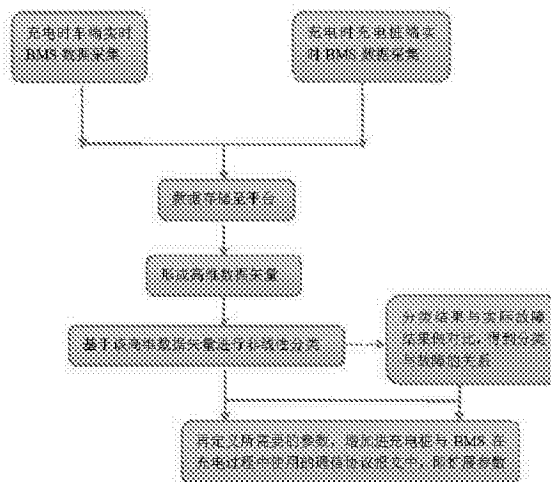 充电时车端实时
BMS 数据采集
充电时充电桩端实
时 BMS 数据采集
数据存储至平台
形成高维数据矢量
基于该高维数据矢量进行非线性分类
分类结果与实际故障
结果例对比，得到分类
与故障的关系
再定义所需要的参数，增加进充电桩与 BMS 在
充电过程中使用的通信协议报文中，即扩展参数